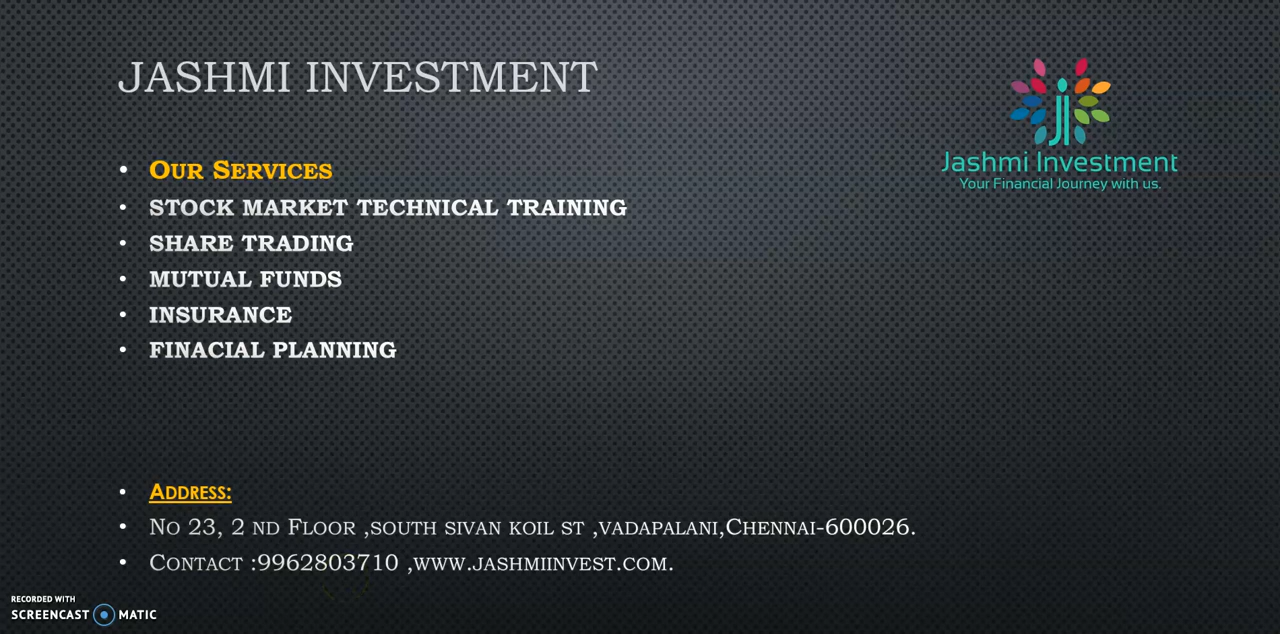 JASHMI INVESTMENT
Jashmi Investment
Your Financial Journey with us.
• OUR SERVICES
• STOCK MARKET TECHNICAL TRAINING
• SHARE TRADING
• MUTUAL FUNDS
• INSURANCE
• FINACIAL PLANNING
• ADDRESS:
• NO 23, 2 ND FLOOR ,SOUTH SIVAN KOIL ST ,VADAPALANI,CHENNAI-600026.
• CONTACT :9962803710 ,WWW.JASHMIINVEST.COM.
RECORDED WITH
SCREENCAST MATIC